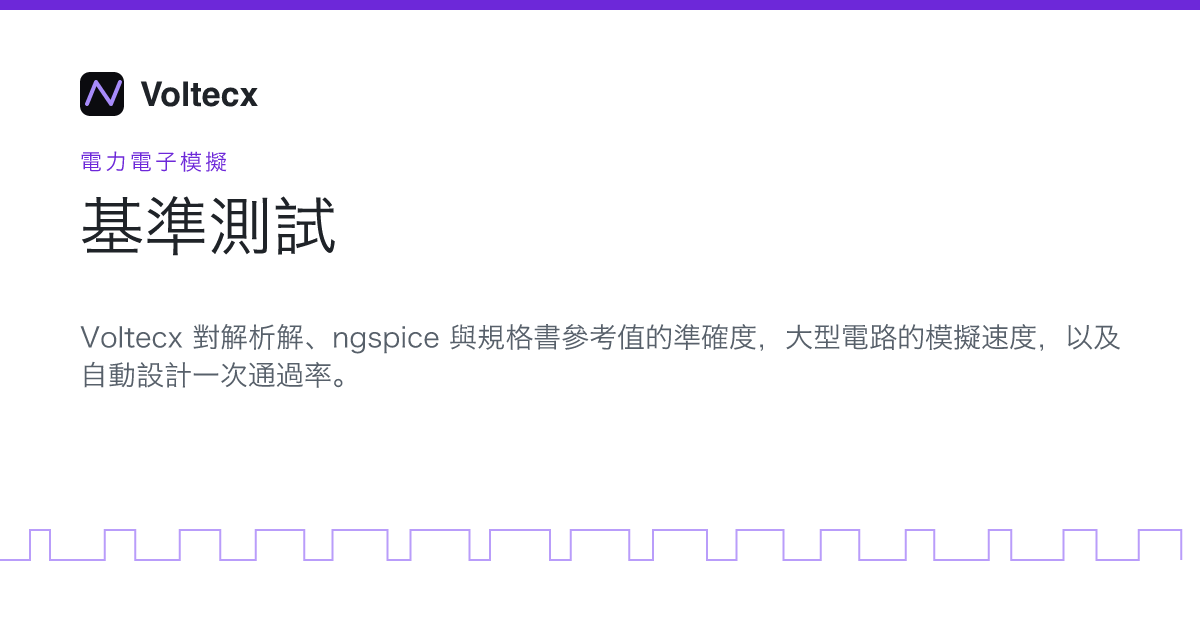 Voltecx
電力電子模擬
基準測試
Voltecx 對解析解、ngspice 與規格書參考值的準確度，大型電路的模擬速度，以及
自動設計一次通過率。